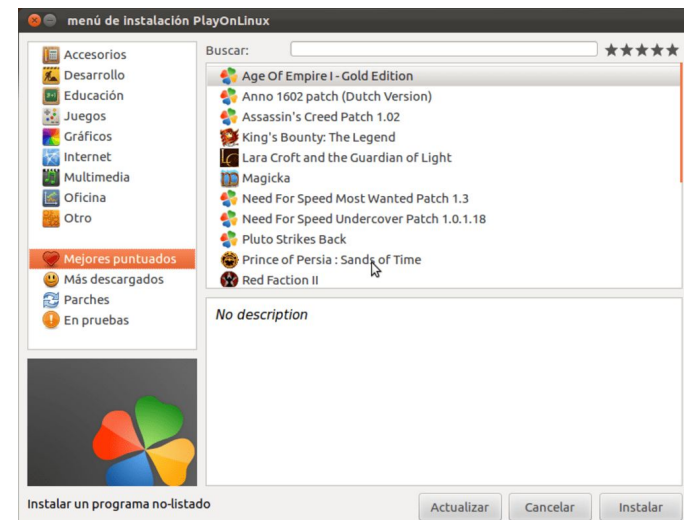 menú de instalación PlayOnLinux
Accesorios
Desarrollo
Educación
Juegos
Gráficos
Internet
Multimedia
Oficina
Otro
Mejores puntuados
Más descargados
Parches
En pruebas
Buscar:
Age Of Empire I - Gold Edition
Anno 1602 patch (Dutch Version)
Assassin's Creed Patch 1.02
King's Bounty: The Legend
Lara Croft and the Guardian of Light
Magicka
Need For Speed Most Wanted Patch 1.3
Need For Speed Undercover Patch 1.0.1.18
Pluto Strikes Back
Prince of Persia : Sands of Time
Red Faction II
No description
Instalar un programa no-listado
Actualizar Cancelar Instalar